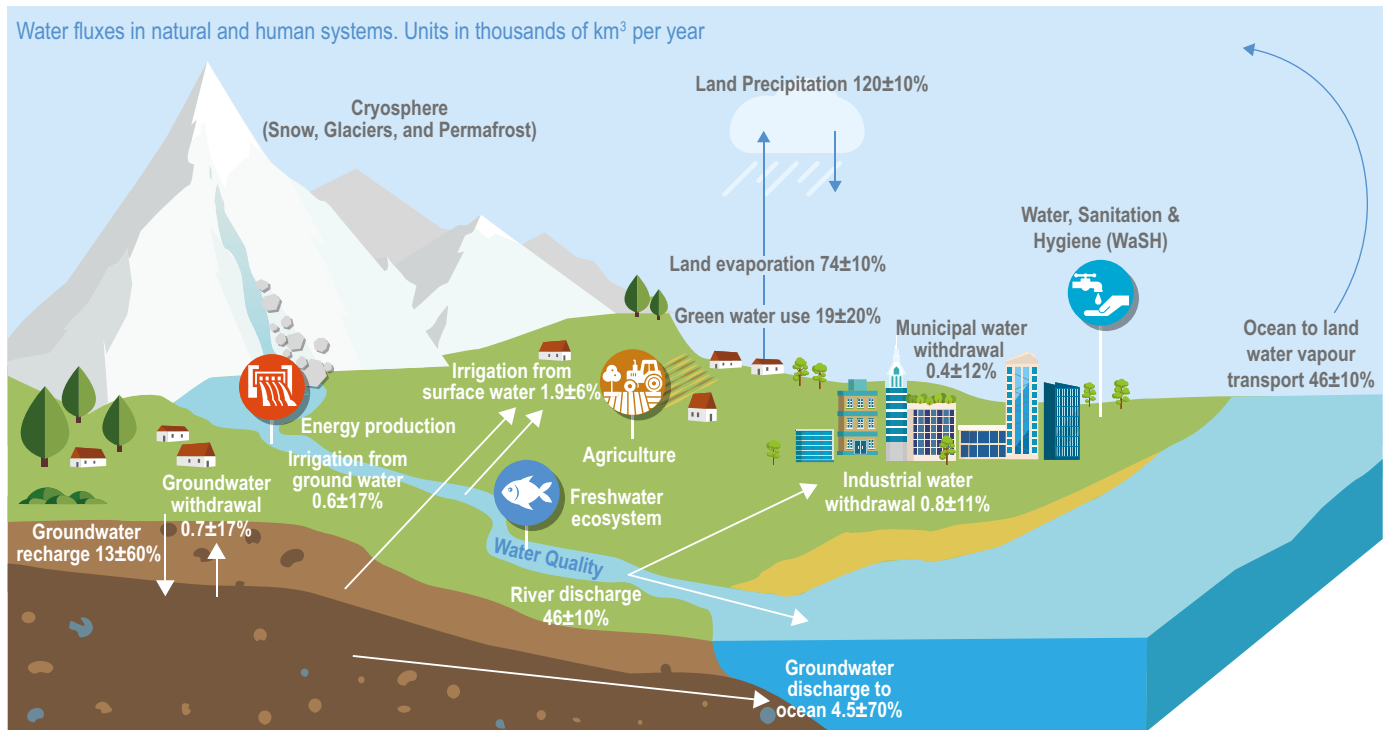 Water fluxes in natural and human systems. Units in thousands of km³ per year
Land Precipitation 120±10%
Cryosphere
(Snow, Glaciers, and Permafrost)
Water, Sanitation &
Hygiene (WaSH)
Land evaporation 74±10%
Green water use 19±20%
Municipal water
withdrawal
0.4±12%
Ocean to land
water vapour
transport 46±10%
Irrigation from
surface water 1.9±6%
Energy production
Agriculture
Irrigation from
ground water
0.6±17%
Groundwater
withdrawal
0.7±17%
Industrial water
withdrawal 0.8±11%
Freshwater
ecosystem
Groundwater
recharge 13±60%
Water Quality
River discharge
46±10%
Groundwater
discharge to
ocean 4.5±70%